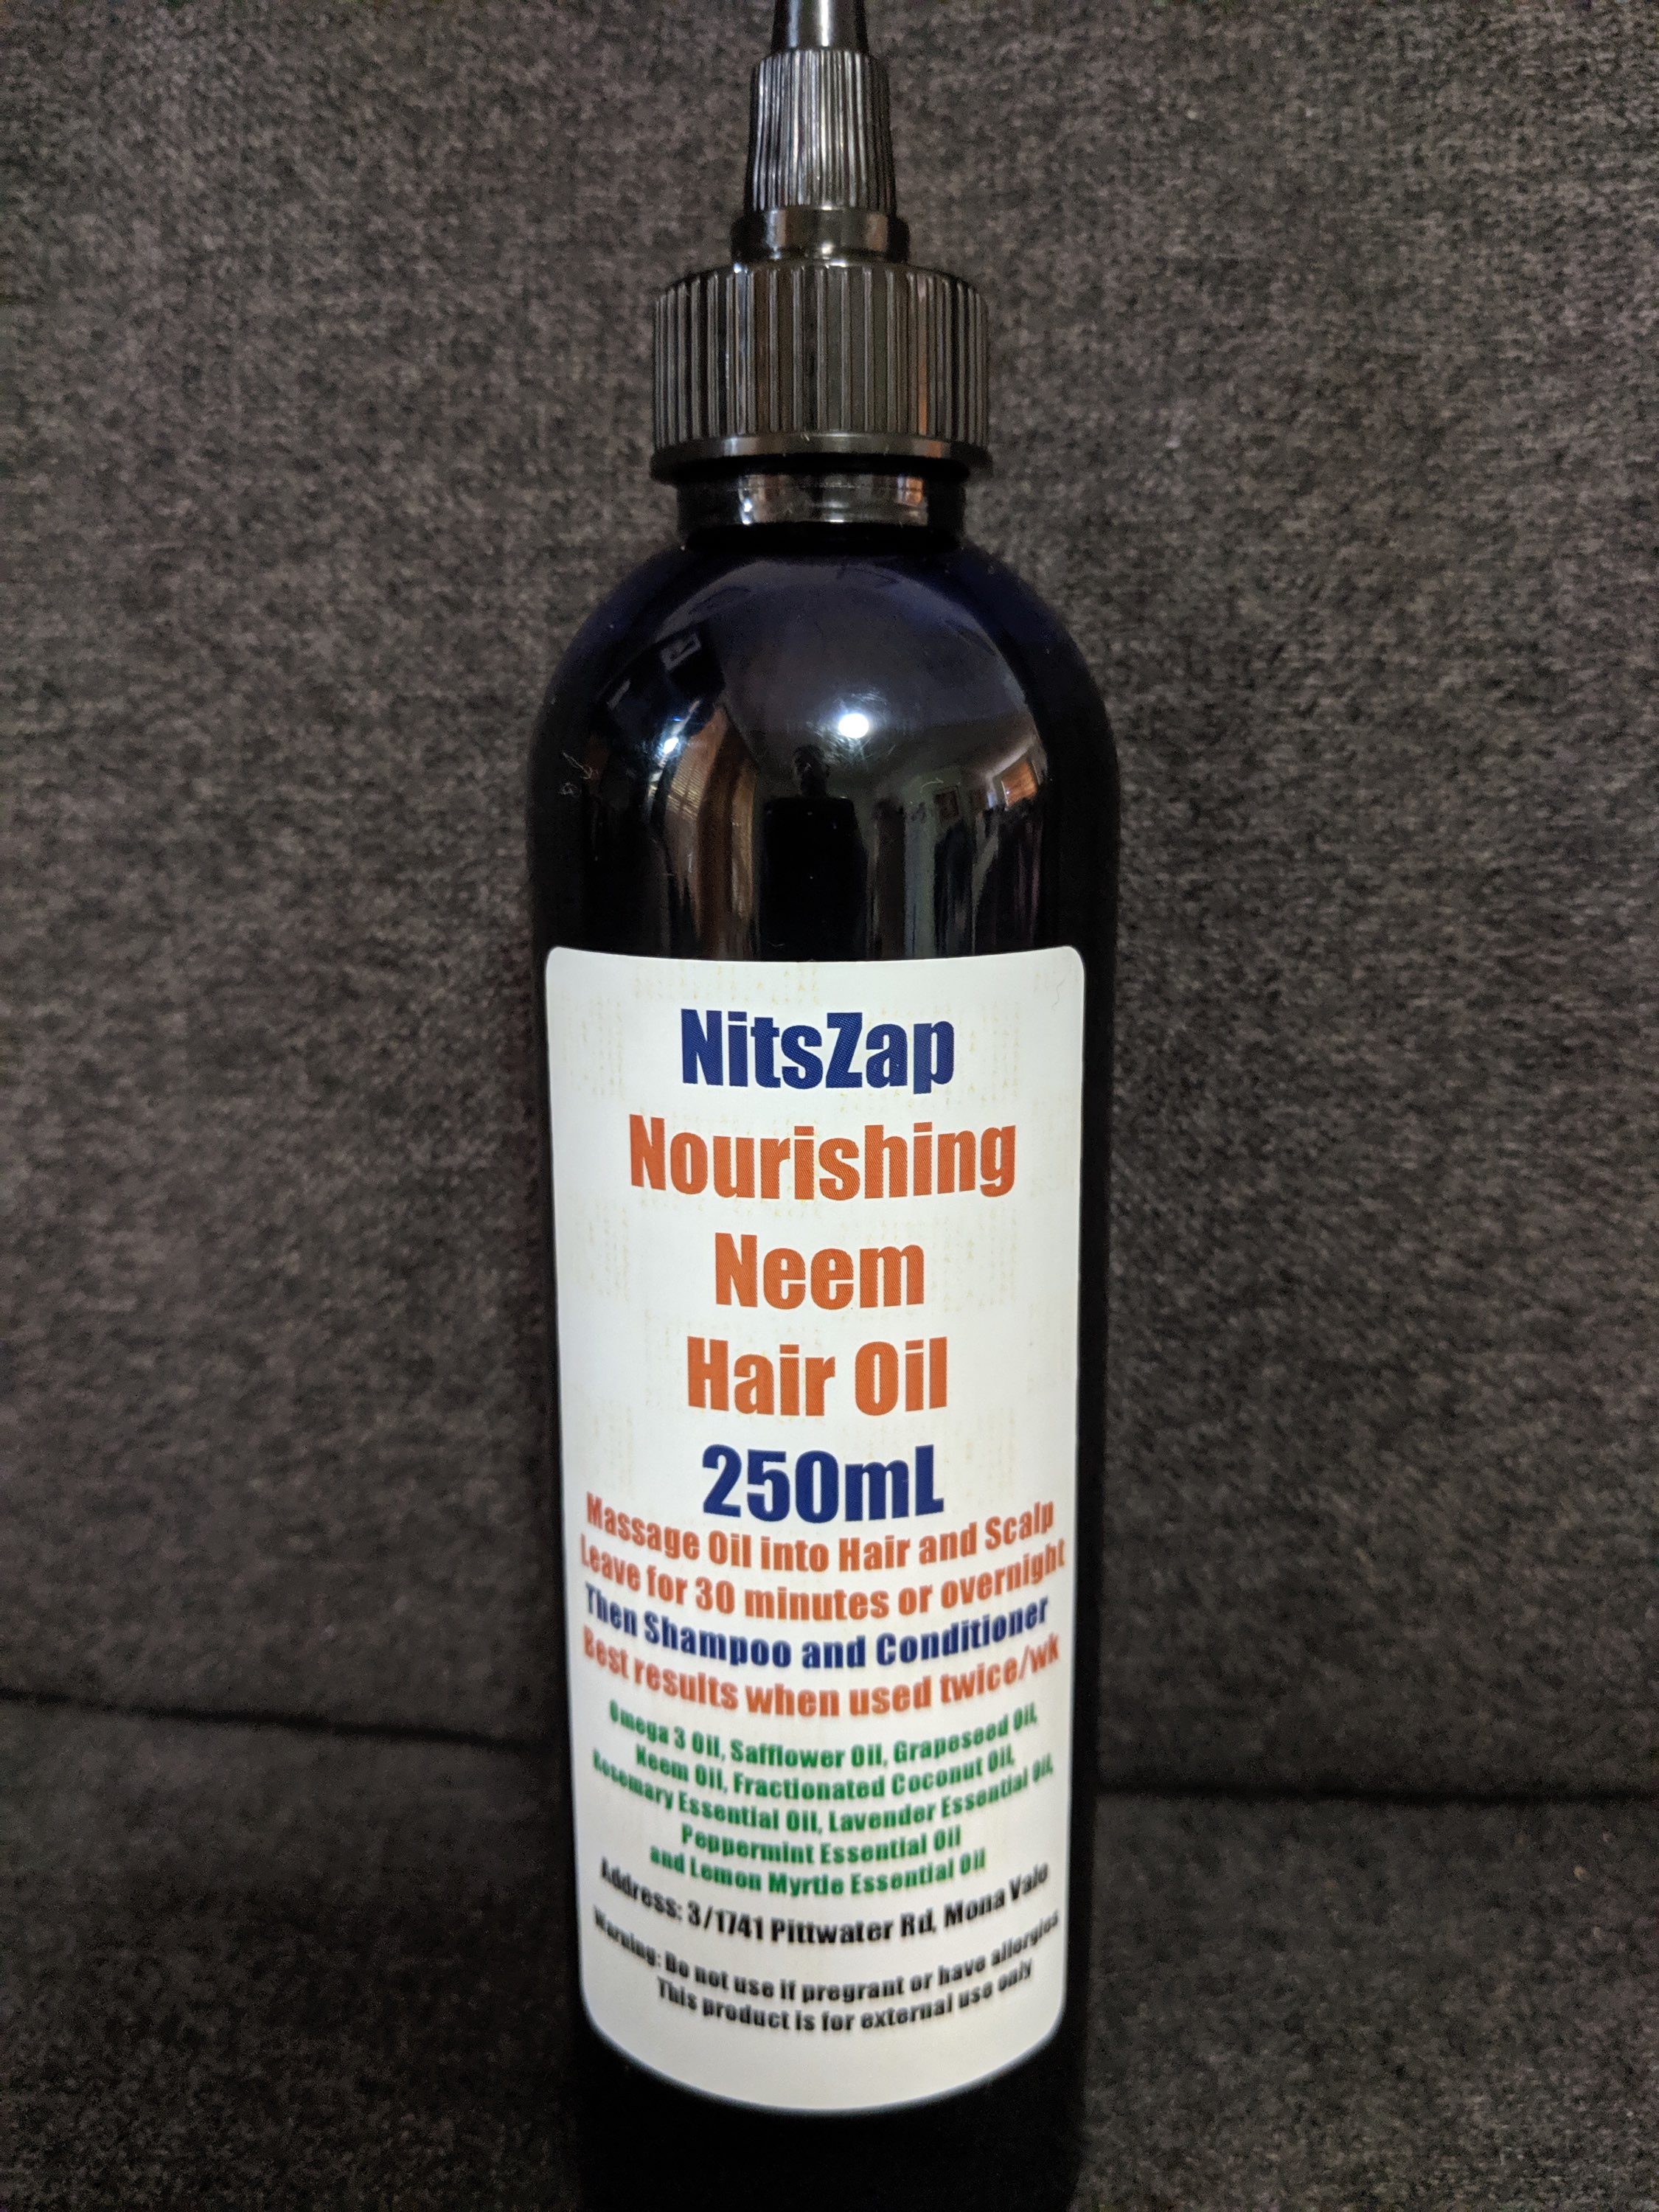 NitsZap
Nourishing
Neem
Hair Oil
250mL
Massage Oil into Hair and Scalp
Leave for 30 minutes or overnight
Then Shampoo and Conditioner
Best results when used twice/wk
Omega 3 Oil, Safflower Oil, Grapeseed Oil,
Neem Oil, Fractionated Coconut Oil,
Rosemary Essential Oil, Lavender Essential Oil,
Peppermint Essential Oil
and Lemon Myrtle Essential Oil
Address: 3/1741 Pittwater Rd, Mona Vale
Warning: Do not use if pregrant or have allergies
This product is for external use only